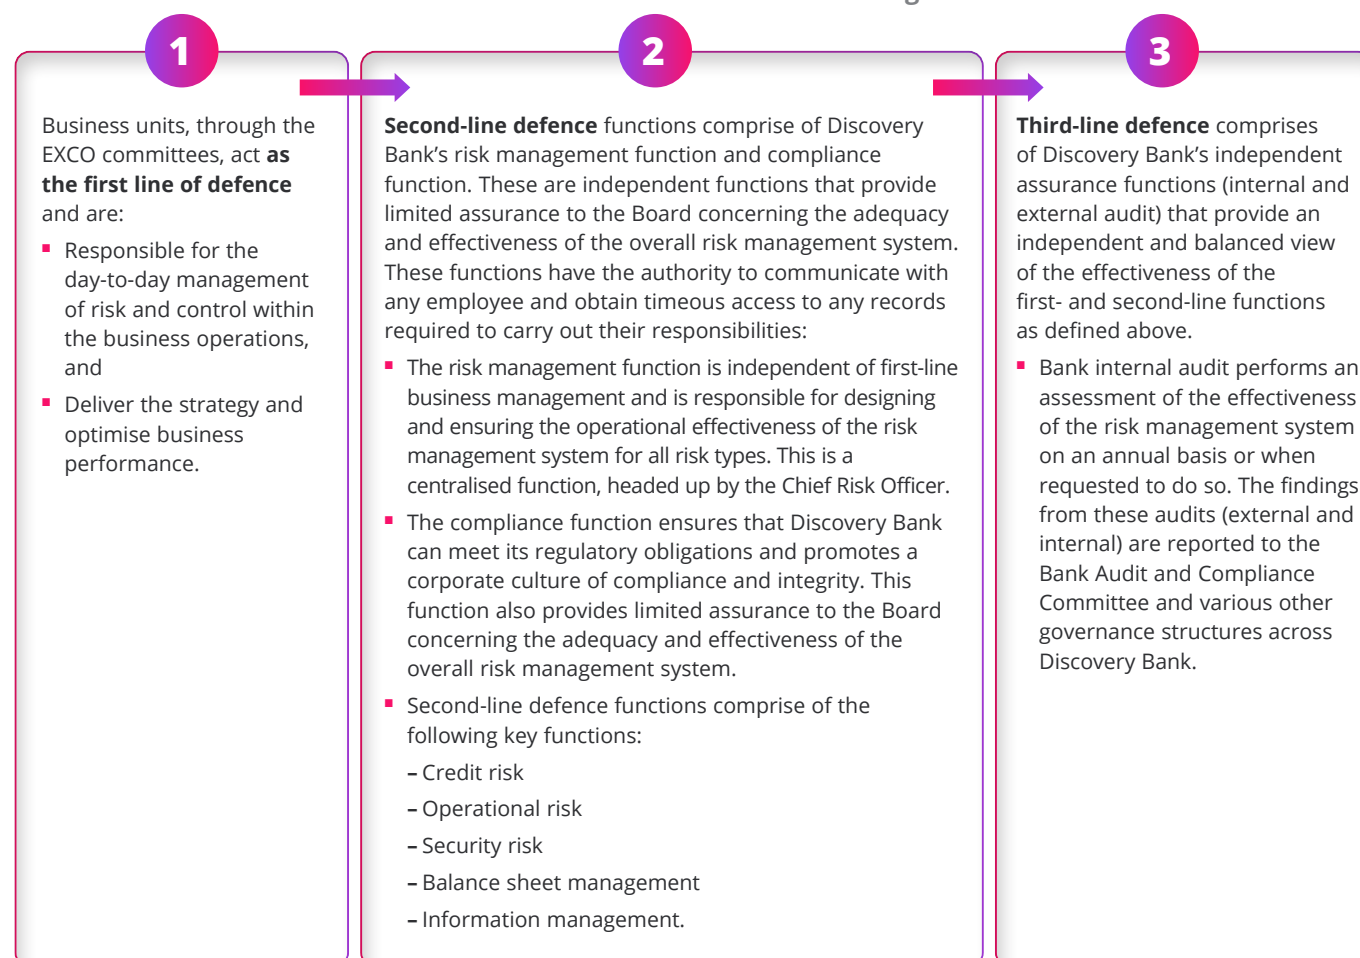 1
Business units, through the
EXCO committees, act as
the first line of defence
and are:
▪ Responsible for the
day-to-day management
of risk and control within
the business operations,
and
▪ Deliver the strategy and
optimise business
performance.
2
Second-line defence functions comprise of Discovery
Bank’s risk management function and compliance
function. These are independent functions that provide
limited assurance to the Board concerning the adequacy
and effectiveness of the overall risk management system.
These functions have the authority to communicate with
any employee and obtain timeous access to any records
required to carry out their responsibilities:
▪ The risk management function is independent of first-line
business management and is responsible for designing
and ensuring the operational effectiveness of the risk
management system for all risk types. This is a
centralised function, headed up by the Chief Risk Officer.
▪ The compliance function ensures that Discovery Bank
can meet its regulatory obligations and promotes a
corporate culture of compliance and integrity. This
function also provides limited assurance to the Board
concerning the adequacy and effectiveness of the
overall risk management system.
▪ Second-line defence functions comprise of the
following key functions:
– Credit risk
– Operational risk
– Security risk
– Balance sheet management
– Information management.
3
Third-line defence comprises
of Discovery Bank’s independent
assurance functions (internal and
external audit) that provide an
independent and balanced view
of the effectiveness of the
first- and second-line functions
as defined above.
▪ Bank internal audit performs an
assessment of the effectiveness
of the risk management system
on an annual basis or when
requested to do so. The findings
from these audits (external and
internal) are reported to the
Bank Audit and Compliance
Committee and various other
governance structures across
Discovery Bank.